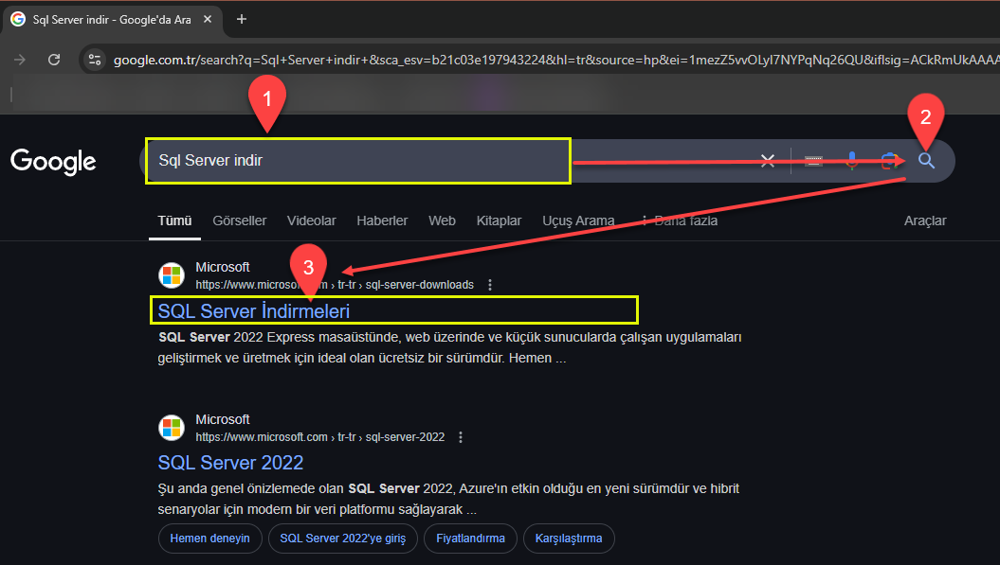 Sql Server indir - Google'da Ara
google.com.tr/search?q=Sql+Server+indir+&sca_esv=b21c03e197943224&hl=tr&source=hp&ei=1mezZ5vvOLyI7NYPqNq26QU&iflsig=ACkRmUkAAAA
1
2
Google
Sql Server indir
Tümü Görseller Videolar Haberler Web Kitaplar Uçuş Arama Daha fazla Araçlar
3
Microsoft
https://www.microsoft.com › tr-tr › sql-server-downloads
SQL Server İndirmeleri
SQL Server 2022 Express masaüstünde, web üzerinde ve küçük sunucularda çalışan uygulamaları
geliştirmek ve üretmek için ideal olan ücretsiz bir sürümdür. Hemen ...
Microsoft
https://www.microsoft.com › tr-tr › sql-server-2022
SQL Server 2022
Şu anda genel önizlemede olan SQL Server 2022, Azure'ın etkin olduğu en yeni sürümdür ve hibrit
senaryolar için modern bir veri platformu sağlayarak ...
Hemen deneyin SQL Server 2022'ye giriş Fiyatlandırma Karşılaştırma